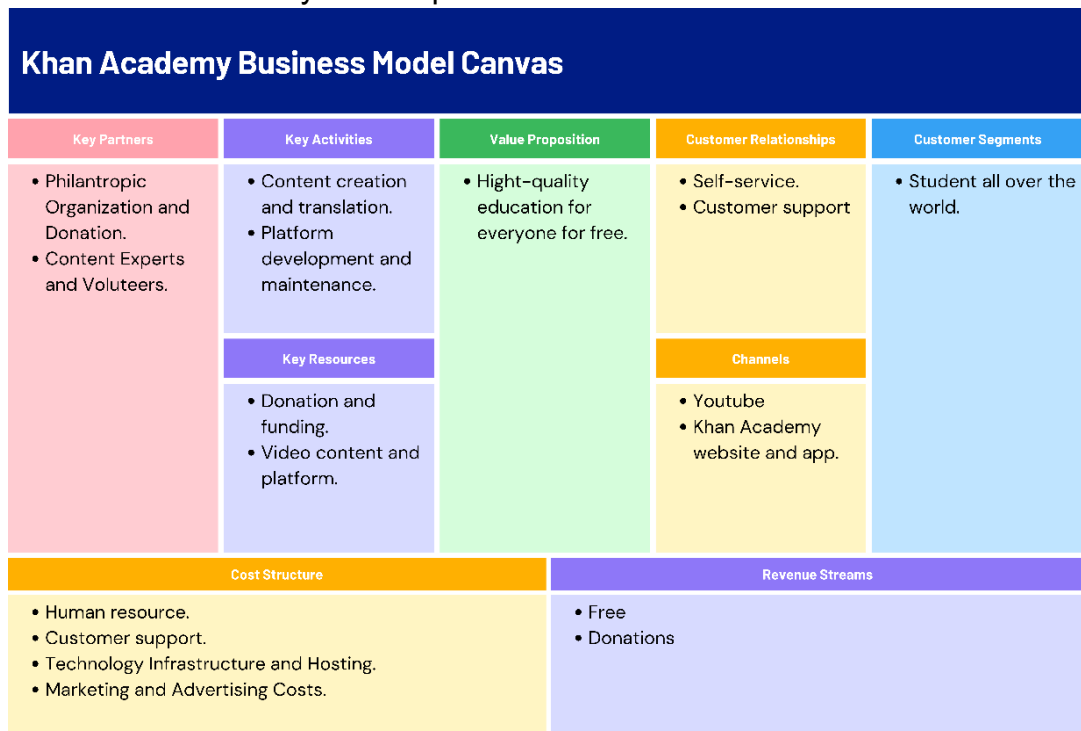 Khan Academy Business Model Canvas
Key Partners
• Philantropic
Organization and
Donation.
• Content Experts
and Voluteers.
Key Activities
• Content creation
and translation.
• Platform
development and
maintenance.
Key Resources
• Donation and
funding.
• Video content and
platform.
Value Proposition
• Hight-quality
education for
everyone for free.
Customer Relationships
• Self-service.
• Customer support
Channels
• Youtube
• Khan Academy
website and app.
Customer Segments
• Student all over the
world.
Cost Structure
• Human resource.
• Customer support.
• Technology Infrastructure and Hosting.
• Marketing and Advertising Costs.
Revenue Streams
• Free
• Donations